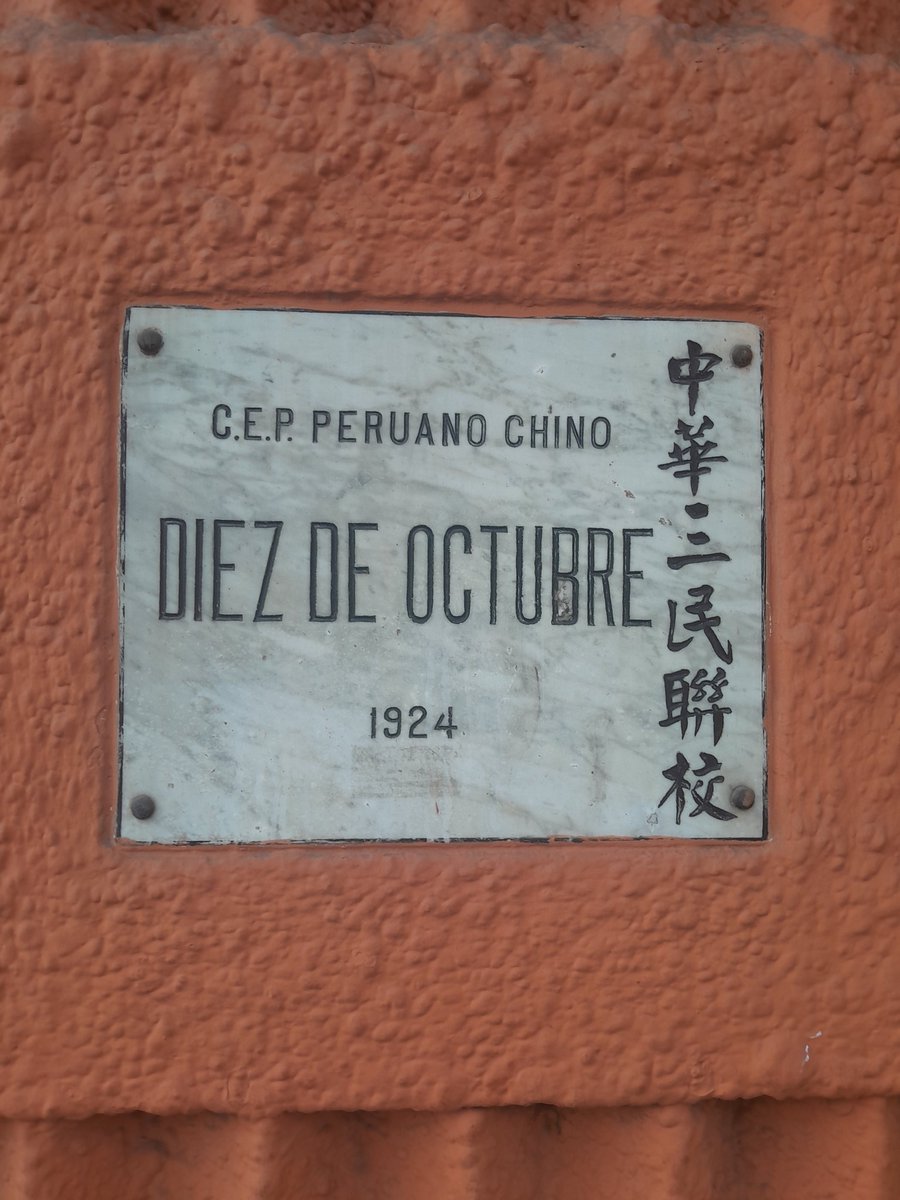 C.E.P. PERUANO CHINO
DIEZ DE OCTUBRE
1924
中華三民聯校